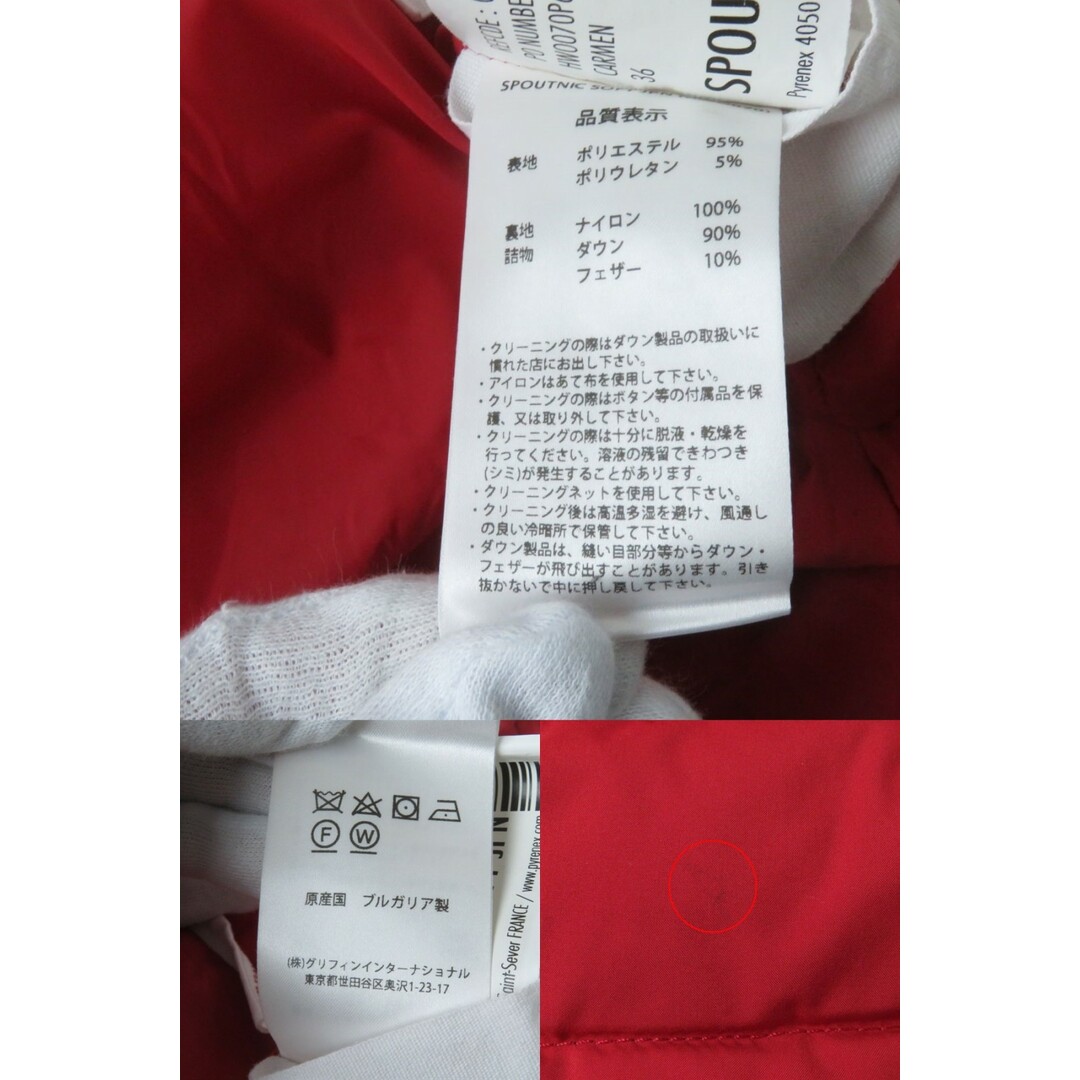 PO NUMBE
HW0070P
CARMEN
36
SPOU
Pyrenex 4050
SPOUTNIC
品質表示
表地 ポリエステル 95%
ポリウレタン 5%
裏地 ナイロン 100%
詰物 ダウン 90%
フェザー 10%
・クリーニングの際はダウン製品の取扱いに
慣れた店にお出し下さい。
・アイロンはあて布を使用して下さい。
・クリーニングの際はボタン等の付属品を保
護、又は取り外して下さい。
・クリーニングの際は十分に脱液・乾燥を
行ってください。溶液の残留できわつき
(シミ)が発生することがあります。
・クリーニングネットを使用して下さい。
・クリーニング後は高温多湿を避け、風通し
の良い冷暗所で保管して下さい。
・ダウン製品は、縫い目部分等からダウン・
フェザーが飛び出すことがあります。引き
抜かないで中に押し戻して下さい。
F W
原産国 ブルガリア製
(株)グリフィンインターナショナル
東京都世田谷区奥沢1-23-17
aint-Sever FRANCE / www.pyrenex.com